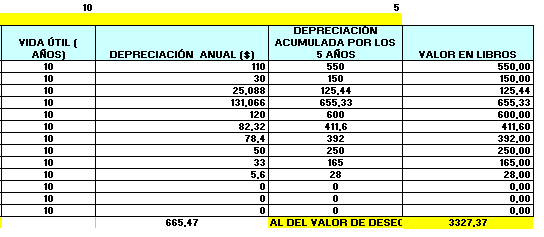 10 5
VIDA ÚTIL ( AÑOS) DEPRECIACIÓN ANUAL ($) DEPRECIACIÓN ACUMULADA POR LOS 5 AÑOS VALOR EN LIBROS
10 110 550 550,00
10 30 150 150,00
10 25,088 125,44 125,44
10 131,066 655,33 655,33
10 120 600 600,00
10 82,32 411,6 411,60
10 78,4 392 392,00
10 50 250 250,00
10 33 165 165,00
10 5,6 28 28,00
10 0 0 0,00
10 0 0 0,00
10 0 0 0,00
665,47 AL DEL VALOR DE DESEC 3327,37